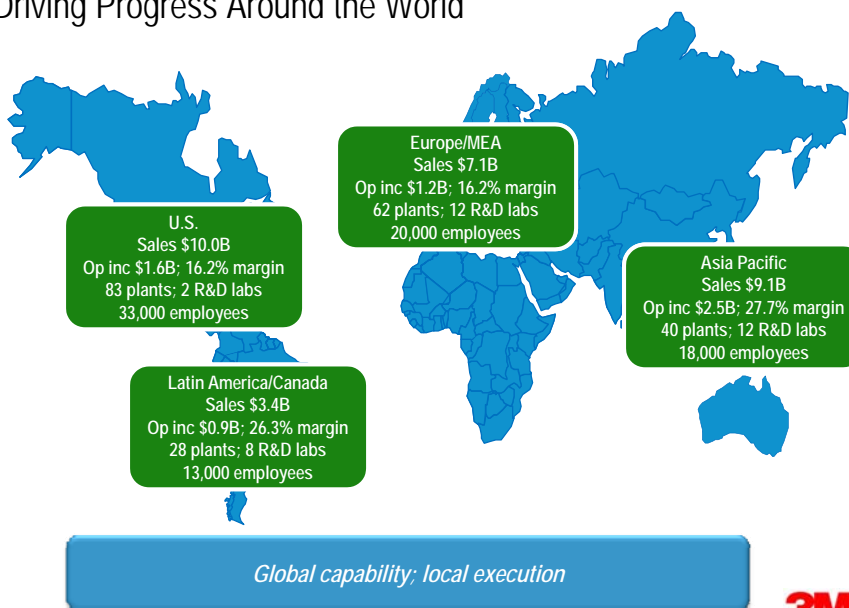 Driving Progress Around the World
Europe/MEA
Sales $7.1B
Op inc $1.2B; 16.2% margin
62 plants; 12 R&D labs
20,000 employees
U.S.
Sales $10.0B
Op inc $1.6B; 16.2% margin
83 plants; 2 R&D labs
33,000 employees
Asia Pacific
Sales $9.1B
Op inc $2.5B; 27.7% margin
40 plants; 12 R&D labs
18,000 employees
Latin America/Canada
Sales $3.4B
Op inc $0.9B; 26.3% margin
28 plants; 8 R&D labs
13,000 employees
Global capability; local execution
3M